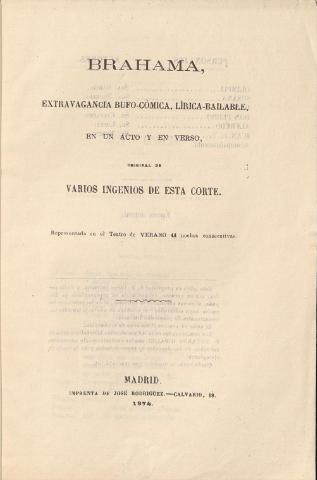 BRAHAMA,
EXTRAVAGANCIA BUFO-CÓMICA, LÍRICA-BAILABLE,
EN UN ACTO Y EN VERSO,
ORIGINAL DE
VARIOS INGENIOS DE ESTA CORTE.
Representada en el Teatro de VERANO 44 noches consecutivas.
MADRID.
IMPRENTA DE JOSÉ RODRIGUEZ.—CALVARIO, 18.
1874.